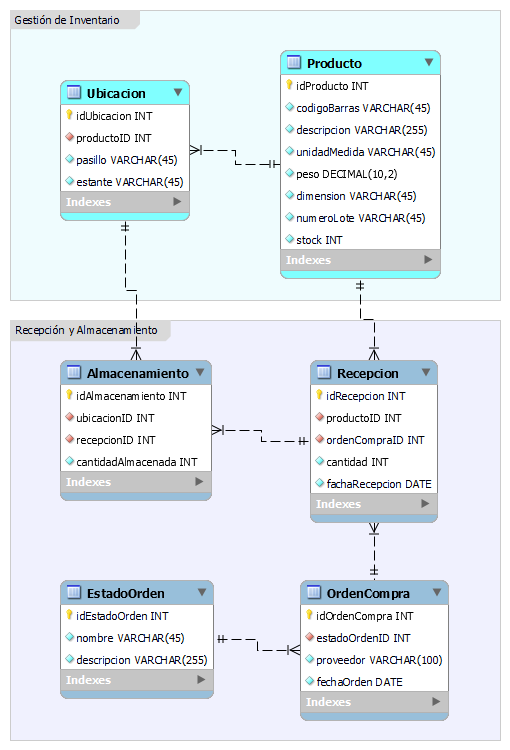 Gestión de Inventario
Ubicacion
idUbicacion INT
productoID INT
pasillo VARCHAR(45)
estante VARCHAR(45)
Indexes
Producto
idProducto INT
codigoBarras VARCHAR(45)
descripcion VARCHAR(255)
unidadMedida VARCHAR(45)
peso DECIMAL(10,2)
dimension VARCHAR(45)
numeroLote VARCHAR(45)
stock INT
Indexes
Recepción y Almacenamiento
Almacenamiento
idAlmacenamiento INT
ubicacionID INT
recepcionID INT
cantidadAlmacenada INT
Indexes
Recepcion
idRecepcion INT
productoID INT
ordenCompraID INT
cantidad INT
fachaRecepcion DATE
Indexes
EstadoOrden
idEstadoOrden INT
nombre VARCHAR(45)
descripcion VARCHAR(255)
Indexes
OrdenCompra
idOrdenCompra INT
estadoOrdenID INT
proveedor VARCHAR(100)
fechaOrden DATE
Indexes